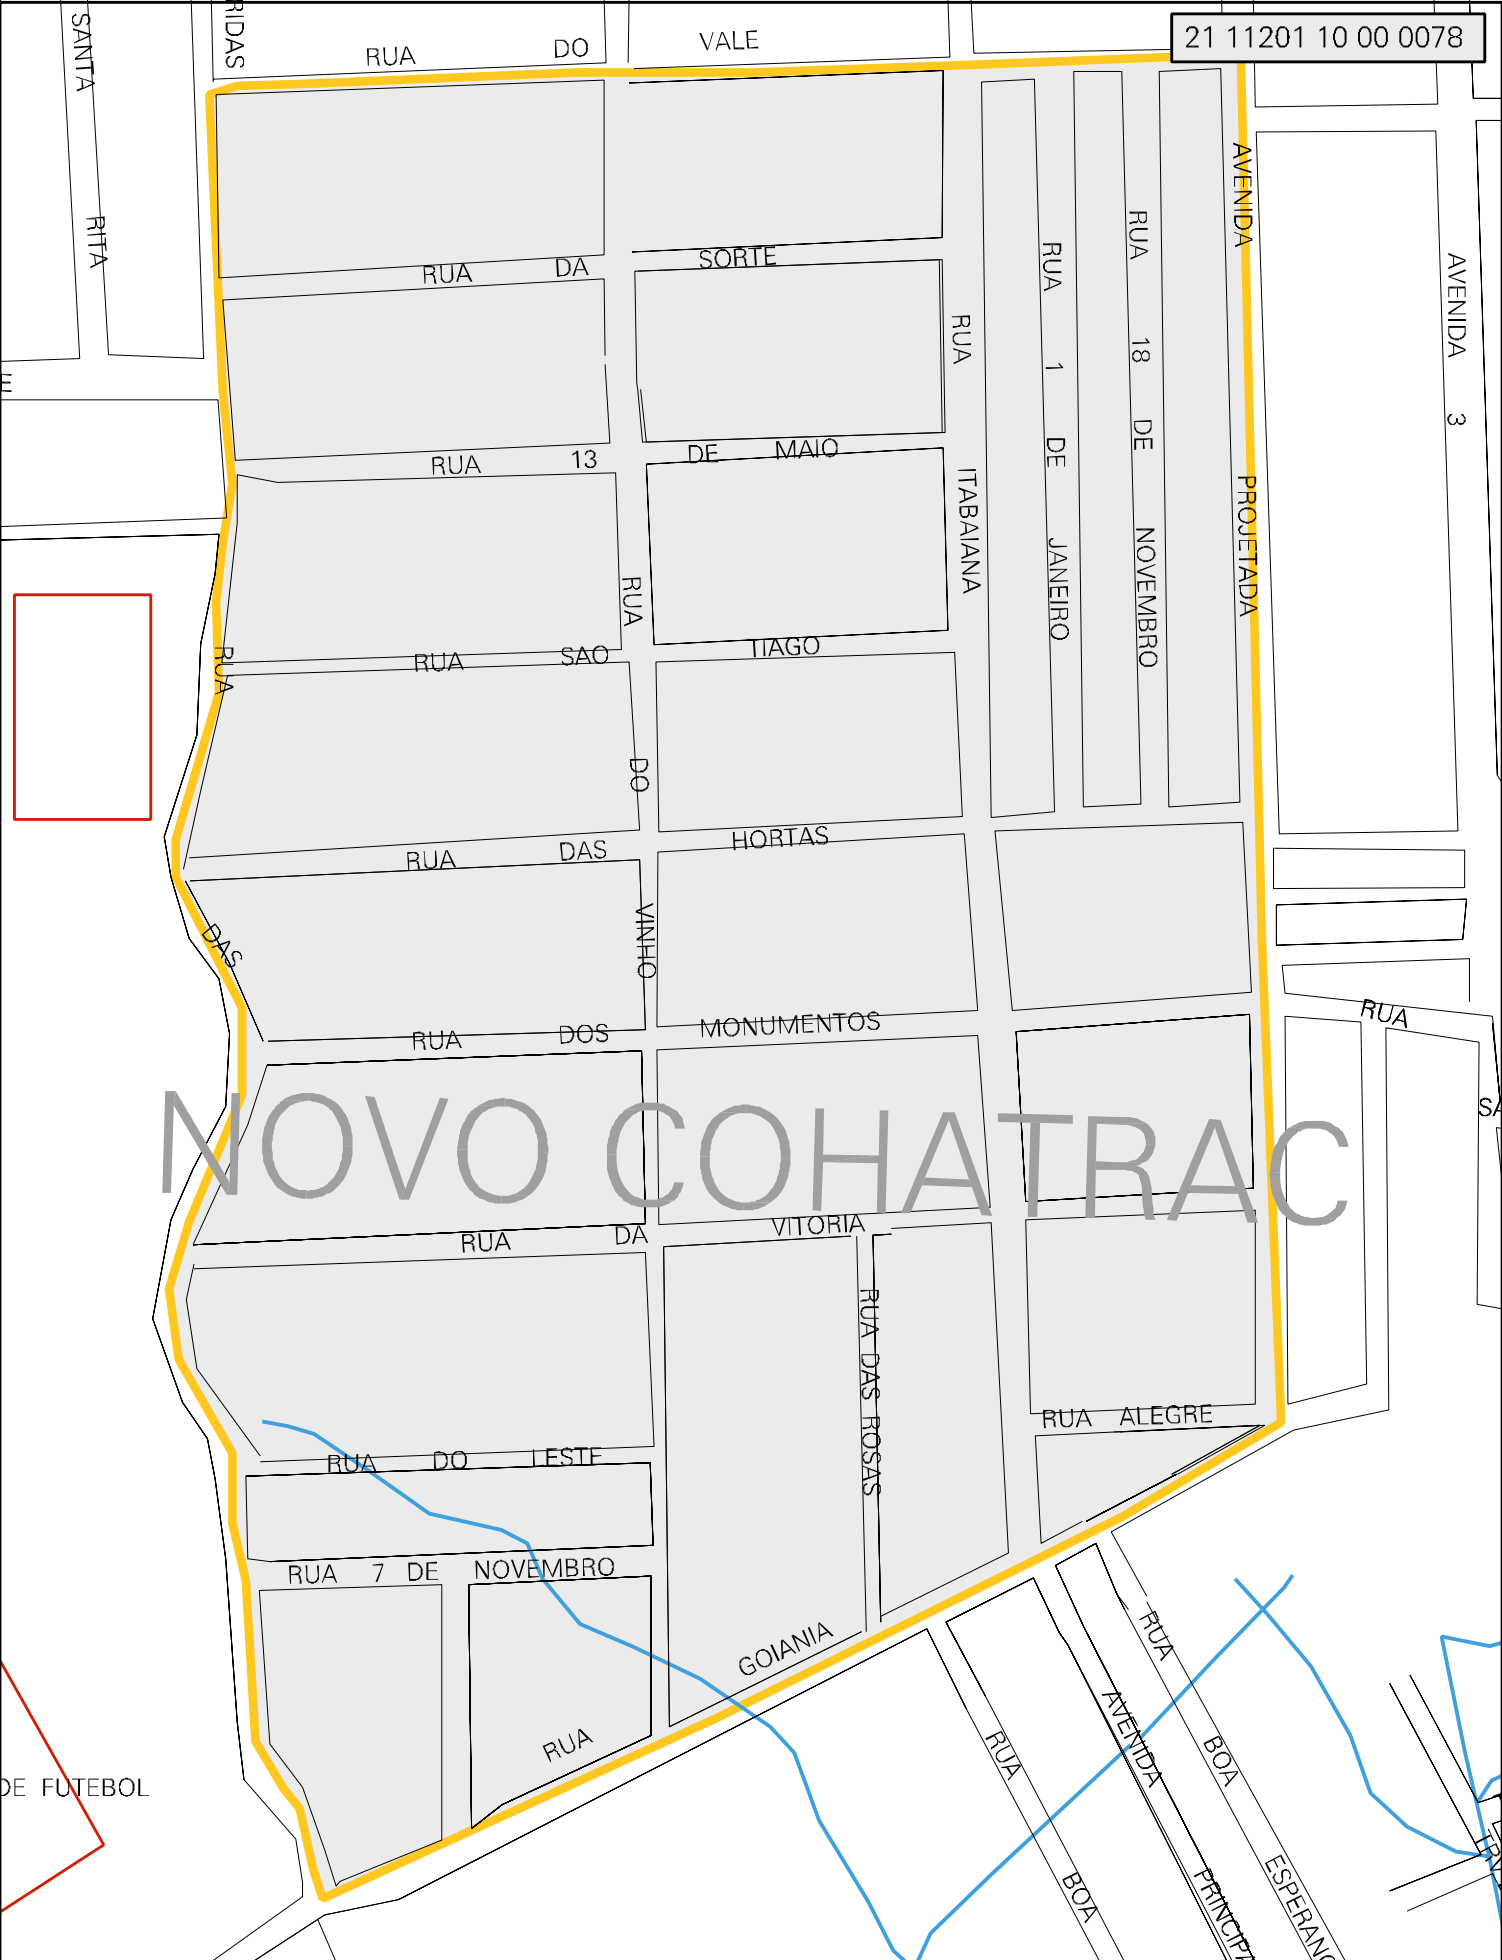 21 11201 10 00 0078
RUA DO VALE
SANTA RITA
RIDAS
RUA DA SORTE
AVENIDA PROJETADA
AVENIDA 3
RUA 1 DE JANEIRO
RUA 18 DE NOVEMBRO
RUA ITABAIANA
E
RUA 13 DE MAIO
RUA DO VINHO
RUA SAO TIAGO
RUA DAS
RUA DAS HORTAS
RUA DOS MONUMENTOS
RUA
SA
NOVO COHATRAC
RUA DA VITORIA
RUA DAS ROSAS
RUA ALEGRE
RUA DO LESTE
RUA 7 DE NOVEMBRO
RUA GOIANIA
RUA BOA
AVENIDA PRINCIPA
RUA BOA ESPERANC
DE FUTEBOL